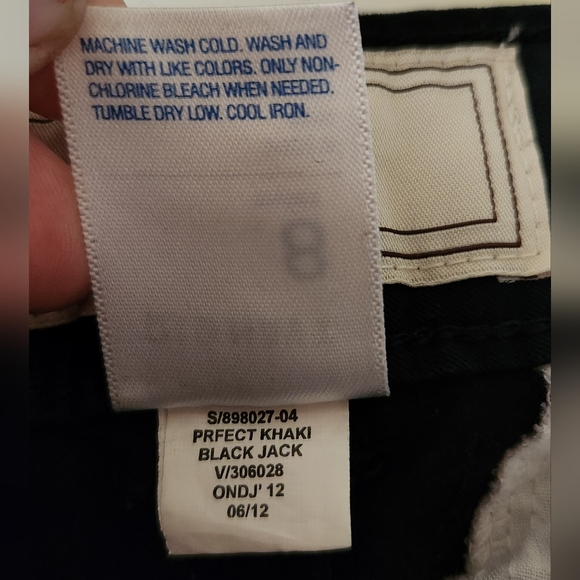 MACHINE WASH COLD. WASH AND
DRY WITH LIKE COLORS. ONLY NON-
CHLORINE BLEACH WHEN NEEDED.
TUMBLE DRY LOW. COOL IRON.
8
S/898027-04
PRFECT KHAKI
BLACK JACK
V/306028
ONDJ' 12
06/12